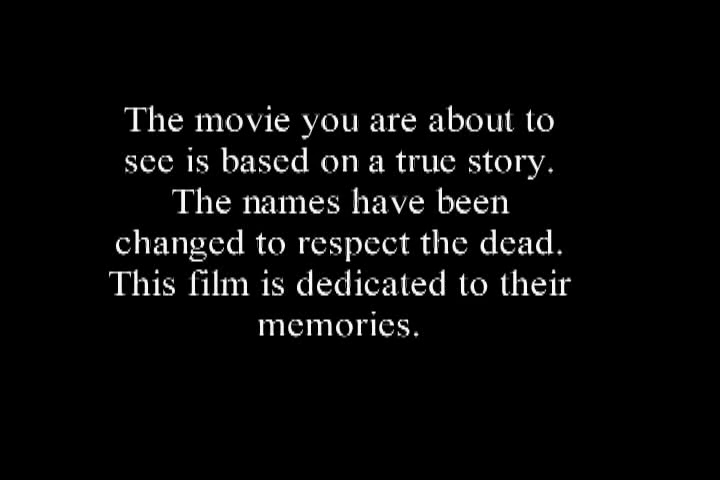 The movie you are about to
see is based on a true story.
The names have been
changed to respect the dead.
This film is dedicated to their
memories.